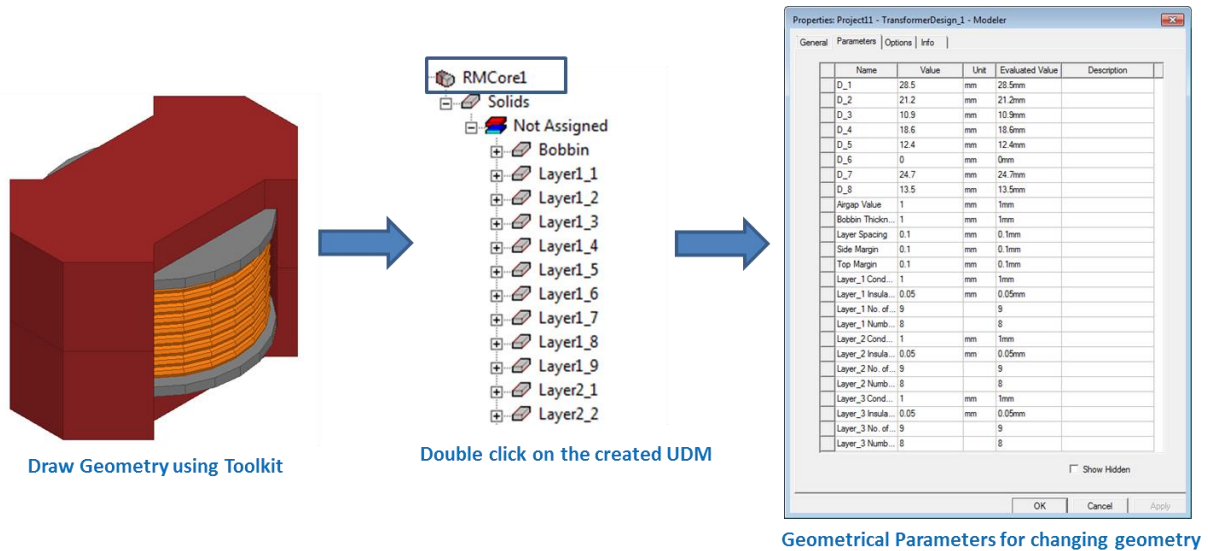 Draw Geometry using Toolkit
RMCore1
Solids
Not Assigned
Bobbin
Layer1_1
Layer1_2
Layer1_3
Layer1_4
Layer1_5
Layer1_6
Layer1_7
Layer1_8
Layer1_9
Layer2_1
Layer2_2
Double click on the created UDM
Properties: Project11 - TransformerDesign_1 - Modeler
General Parameters Options Info
Name Value Unit Evaluated Value Description
D_1 28.5 mm 28.5mm
D_2 21.2 mm 21.2mm
D_3 10.9 mm 10.9mm
D_4 18.6 mm 18.6mm
D_5 12.4 mm 12.4mm
D_6 0 mm 0mm
D_7 24.7 mm 24.7mm
D_8 13.5 mm 13.5mm
Airgap Value 1 mm 1mm
Bobbin Thickn... 1 mm 1mm
Layer Spacing 0.1 mm 0.1mm
Side Margin 0.1 mm 0.1mm
Top Margin 0.1 mm 0.1mm
Layer_1 Cond... 1 mm 1mm
Layer_1 Insula... 0.05 mm 0.05mm
Layer_1 No. of... 9 9
Layer_1 Numb... 8 8
Layer_2 Cond... 1 mm 1mm
Layer_2 Insula... 0.05 mm 0.05mm
Layer_2 No. of... 9 9
Layer_2 Numb... 8 8
Layer_3 Cond... 1 mm 1mm
Layer_3 Insula... 0.05 mm 0.05mm
Layer_3 No. of... 9 9
Layer_3 Numb... 8 8
Show Hidden
OK Cancel Apply
Geometrical Parameters for changing geometry